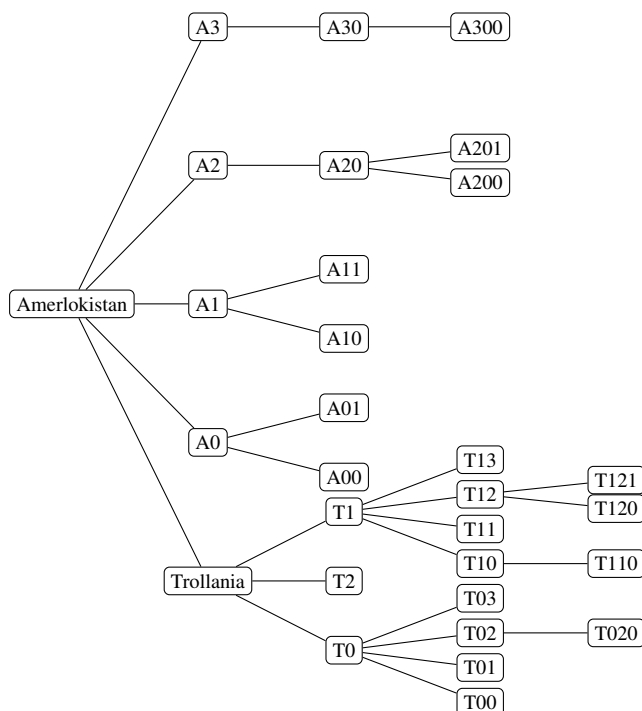 A3 A30 A300
A201
A2 A20
A200
A11
Amerlokistan A1
A10
A01
A0
T13
A00
T121
T12
T1 T120
T11
T10 T110
Trollania T2
T03
T02 T020
T0
T01
T00